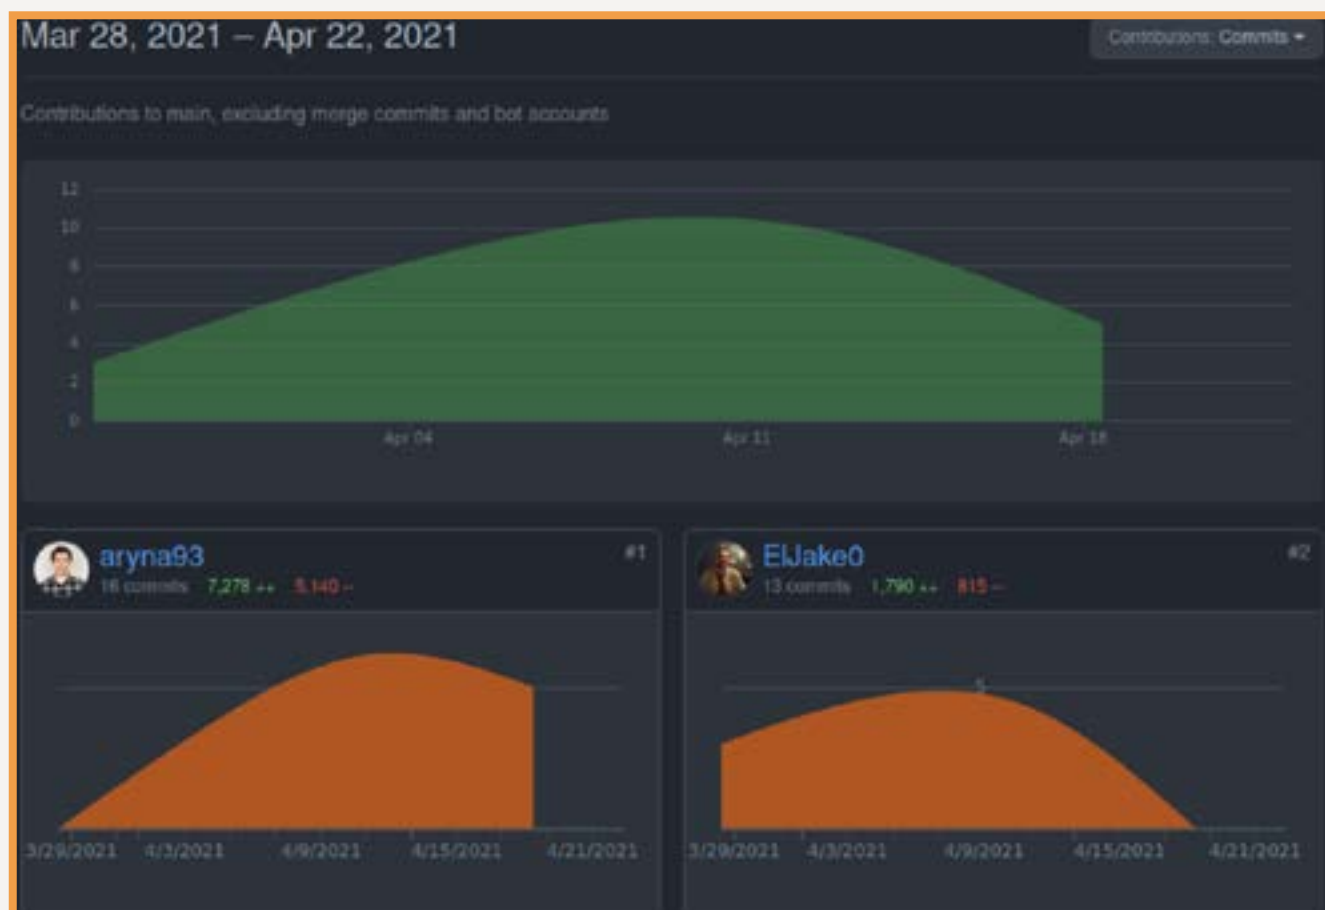 Mar 28, 2021 – Apr 22, 2021
Contributions: Commits
Contributions to main, excluding merge commits and bot accounts
12
10
8
6
4
2
0
Apr 04
Apr 11
Apr 18
aryna93
#1
16 commits 7,278 ++ 5,140 --
3/29/2021 4/3/2021 4/9/2021 4/15/2021 4/21/2021
ElJake0
#2
13 commits 1,790 ++ 815 --
5
3/29/2021 4/3/2021 4/9/2021 4/15/2021 4/21/2021